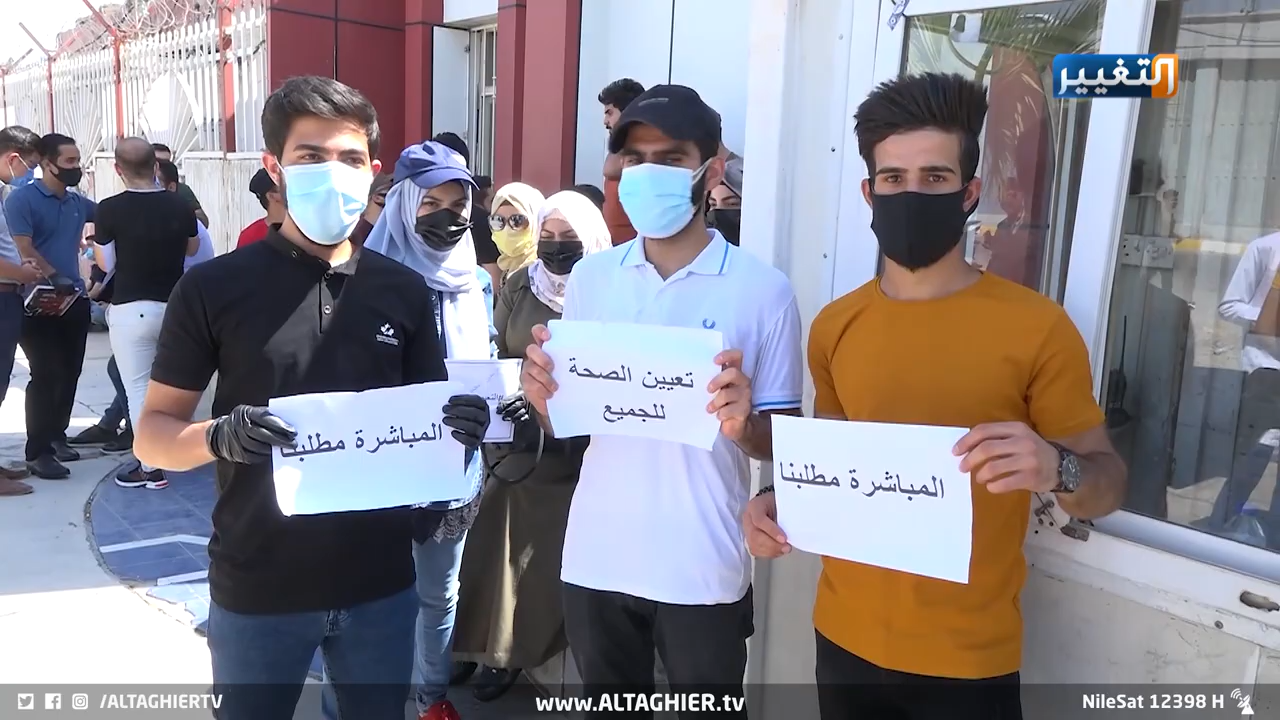 التغيير
المباشرة مطلبنا
تعيين الصحة
للجميع
المباشرة مطلبنا
/ALTAGHIERTV
www.ALTAGHIER.tv
NileSat 12398 H